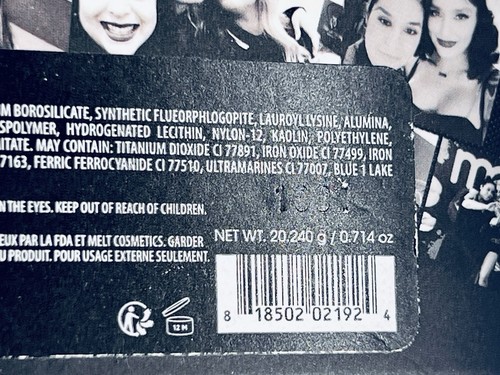 M BOROSILICATE, SYNTHETIC FLUEORPHLOGOPITE, LAUROYL LYSINE, ALUMINA,
SPOLYMER, HYDROGENATED LECITHIN, NYLON-12, KAOLIN, POLYETHYLENE,
ITATE. MAY CONTAIN: TITANIUM DIOXIDE CI 77891, IRON OXIDE CI 77499, IRON
7163, FERRIC FERROCYANIDE CI 77510, ULTRAMARINES CI 77007, BLUE 1 LAKE
N THE EYES. KEEP OUT OF REACH OF CHILDREN.
EUX PAR LA FDA ET MELT COSMETICS. GARDER
U PRODUIT. POUR USAGE EXTERNE SEULEMENT.
NET WT. 20.240 g / 0.714 oz
12 M
8 18502 02192 4